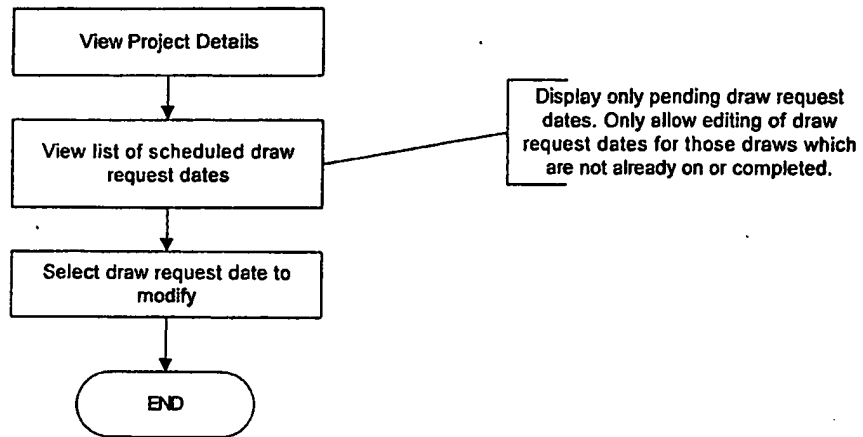 View Project Details
View list of scheduled draw
request dates
Display only pending draw request
dates. Only allow editing of draw
request dates for those draws which
are not already on or completed.
Select draw request date to
modify
END